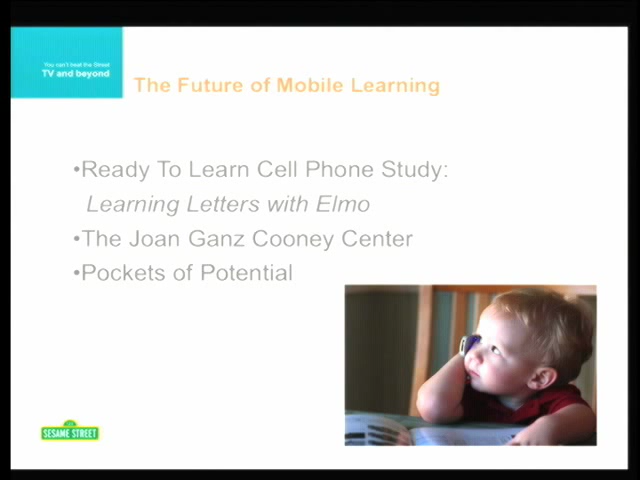 You can't beat the Street
TV and beyond
The Future of Mobile Learning
•Ready To Learn Cell Phone Study:
Learning Letters with Elmo
•The Joan Ganz Cooney Center
•Pockets of Potential
SESAME STREET